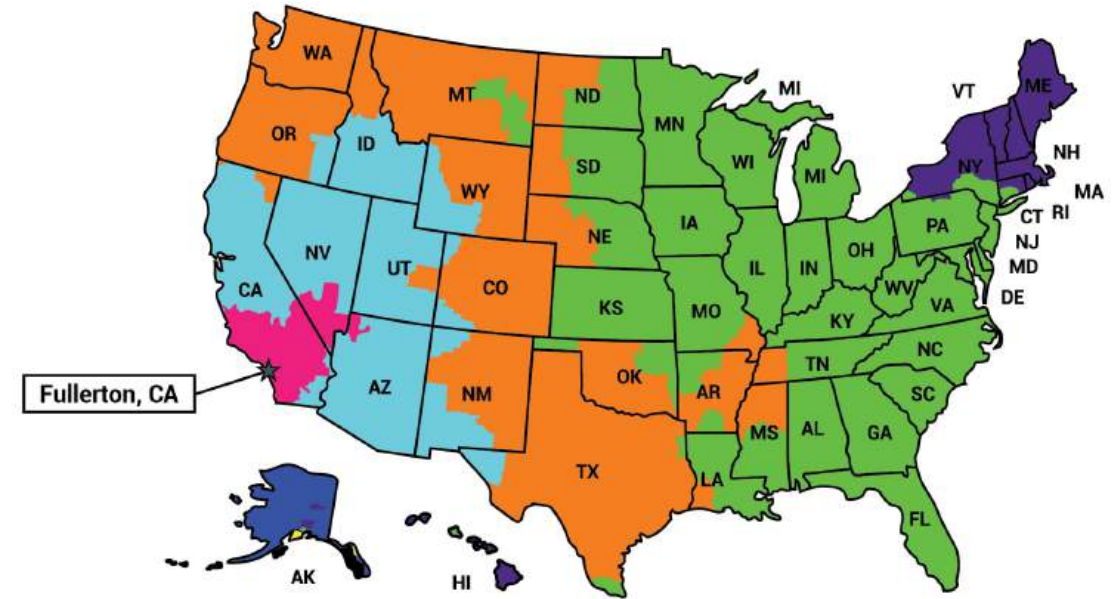 WA
MT
ND
MN
MI
VT
ME
OR
ID
SD
WI
MI
NY
NH
MA
WY
NE
IA
PA
CT
RI
NJ
NV
UT
CO
IL
IN
OH
MD
CA
KS
MO
WV
VA
DE
KY
Fullerton, CA
AZ
NM
OK
AR
TN
NC
SC
TX
MS
AL
GA
LA
FL
AK
HI